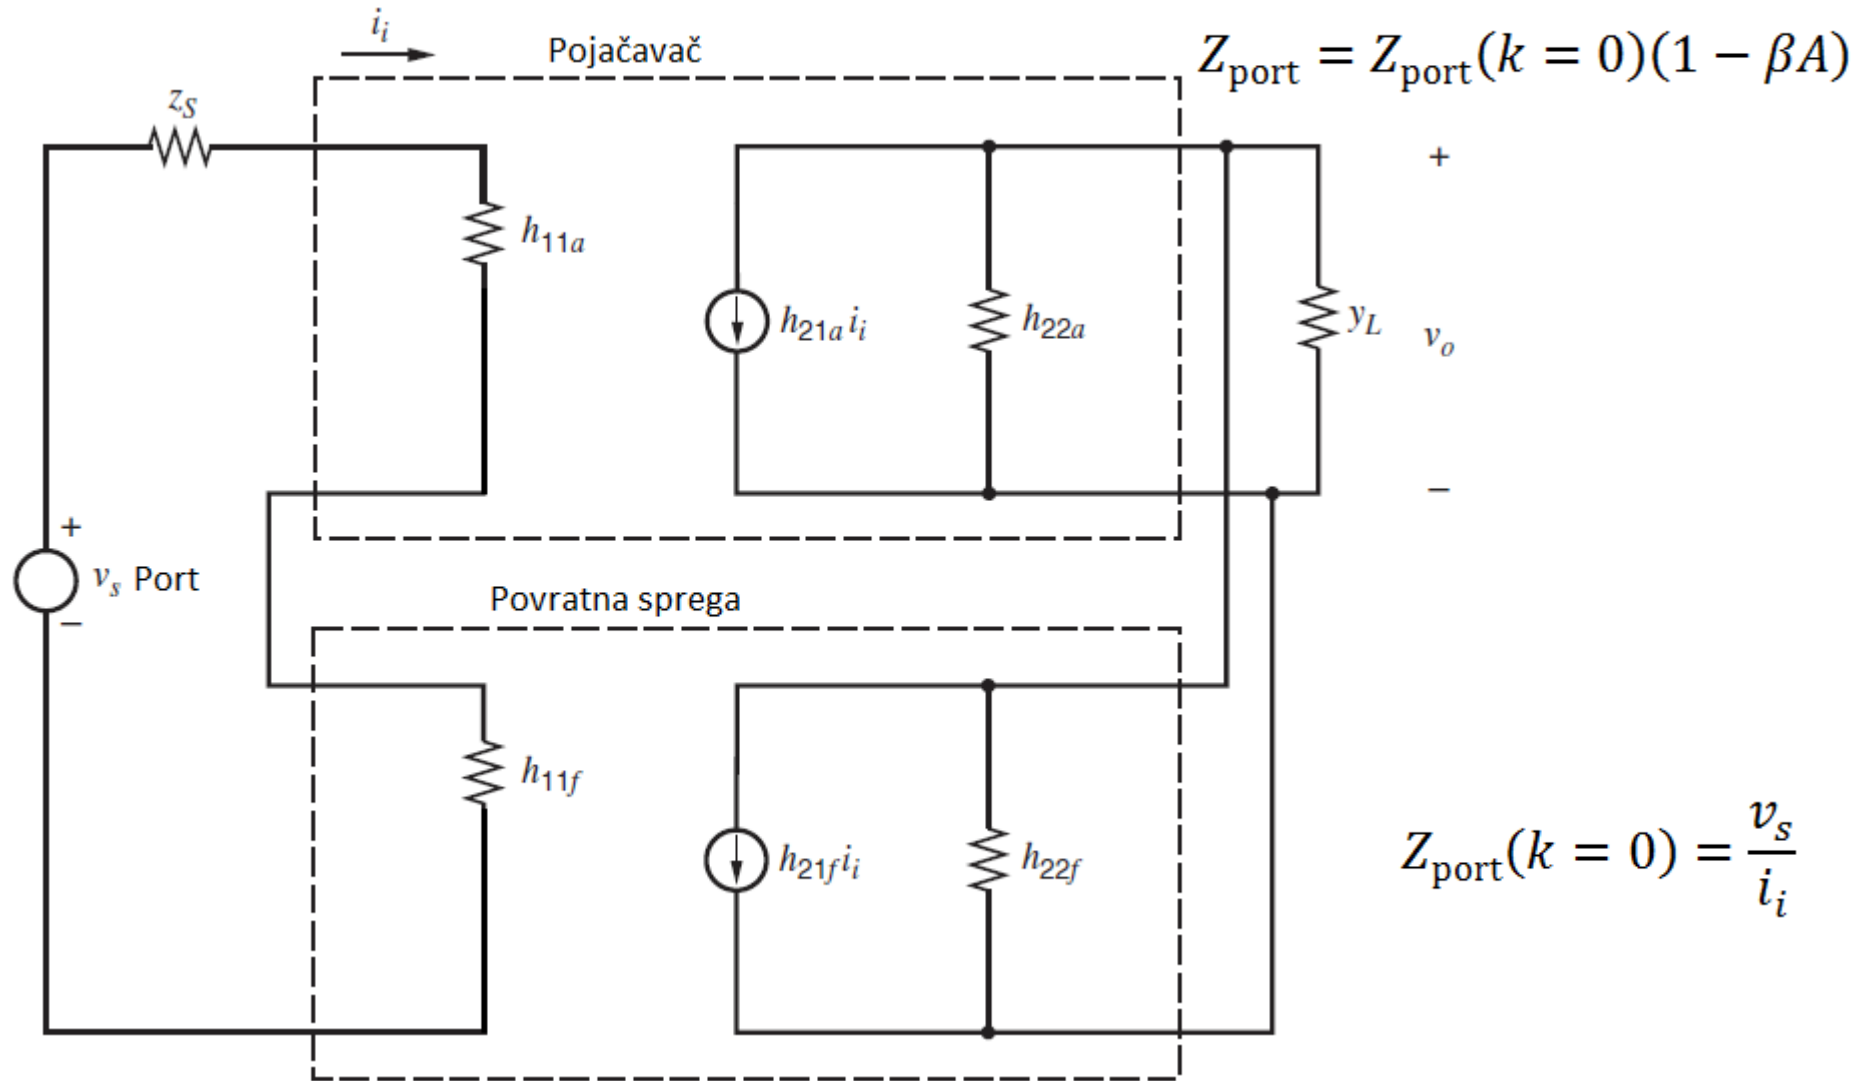 i_i
Pojačavač
Z_port = Z_port(k = 0)(1 − βA)
z_S
+
h_11a
h_21a i_i
h_22a
y_L
v_o
−
+
v_s Port
−
Povratna sprega
h_11f
h_21f i_i
h_22f
Z_port(k = 0) = v_s / i_i